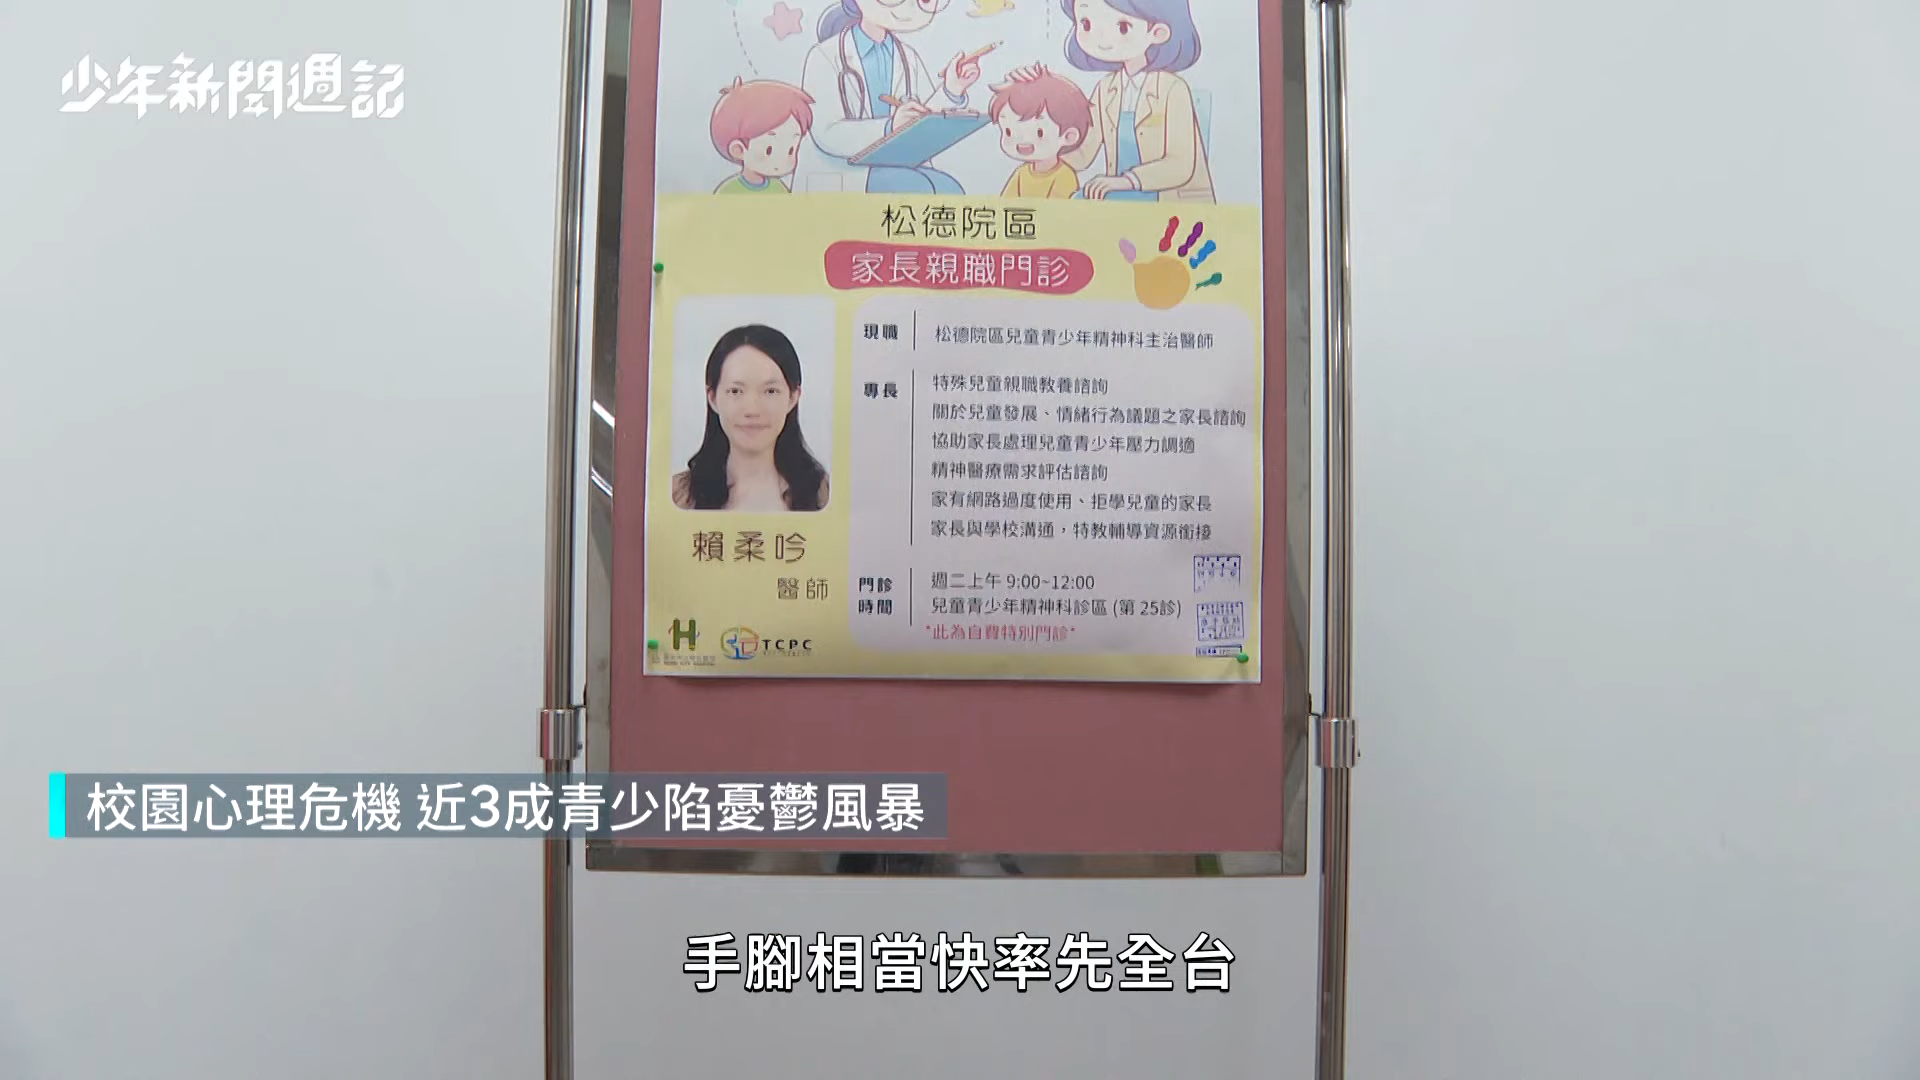 少年新聞週記
松德院區
家長親職門診
現職
松德院區兒童青少年精神科主治醫師
專長
特殊兒童親職教養諮詢
關於兒童發展、情緒行為議題之家長諮詢
協助家長處理兒童青少年壓力調適
精神醫療需求評估諮詢
家有網路過度使用、拒學兒童的家長
家長與學校溝通，特教輔導資源銜接
賴柔吟
醫師
門診
時間
週二上午 9:00~12:00
兒童青少年精神科診區 (第 25診)
*此為自費特別門診*
TCPC
校園心理危機 近3成青少陷憂鬱風暴
手腳相當快率先全台